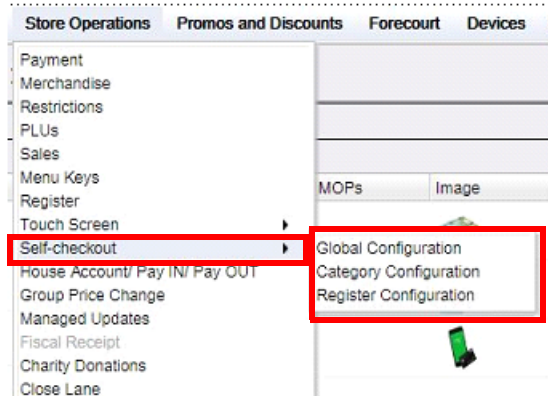 Store Operations Promos and Discounts Forecourt Devices
Payment
Merchandise
Restrictions
PLUs
Sales
Menu Keys
Register
Touch Screen
Self-checkout
House Account/ Pay IN/ Pay OUT
Group Price Change
Managed Updates
Fiscal Receipt
Charity Donations
Close Lane
MOPs Image
Global Configuration
Category Configuration
Register Configuration